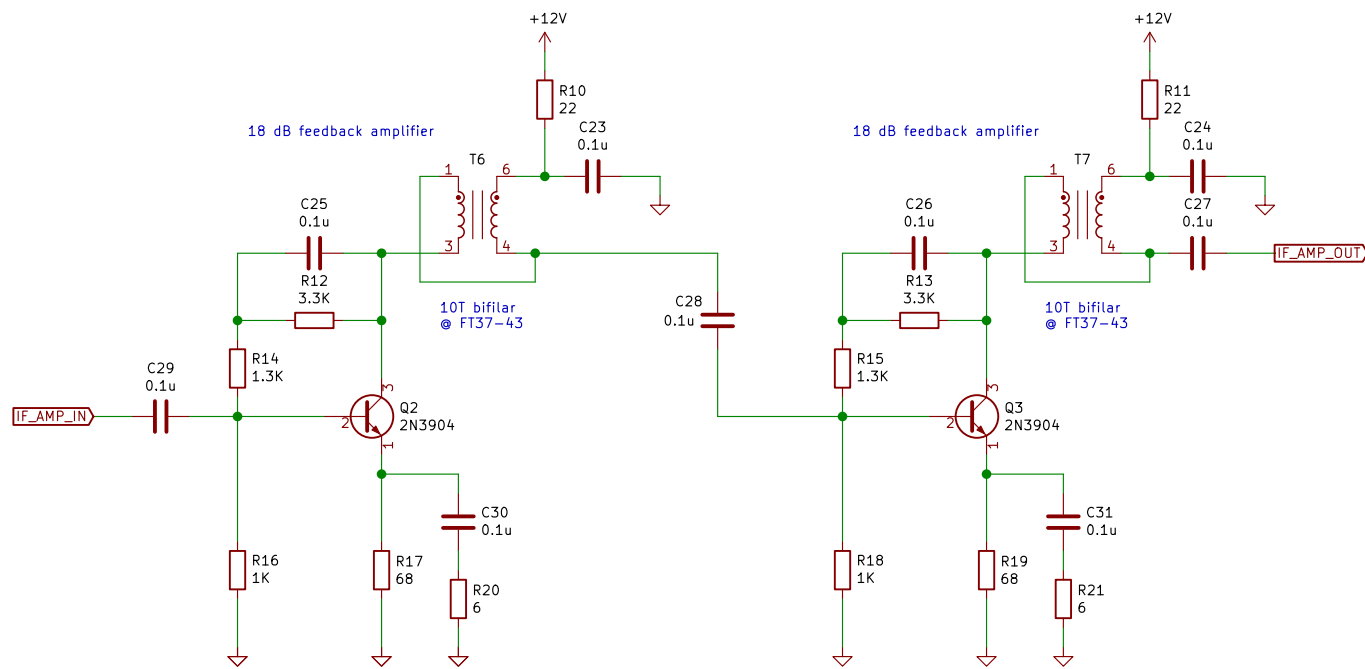 +12V
+12V
R10
22
R11
22
18 dB feedback amplifier
C23
0.1u
18 dB feedback amplifier
C24
0.1u
T6
1
6
3
4
T7
1
6
3
4
C25
0.1u
C26
0.1u
C27
0.1u
IF_AMP_OUT
R12
3.3K
R13
3.3K
10T bifilar
@ FT37-43
C28
0.1u
10T bifilar
@ FT37-43
R14
1.3K
R15
1.3K
C29
0.1u
IF_AMP_IN
3
2
1
Q2
2N3904
3
2
1
Q3
2N3904
C30
0.1u
C31
0.1u
R16
1K
R17
68
R20
6
R18
1K
R19
68
R21
6